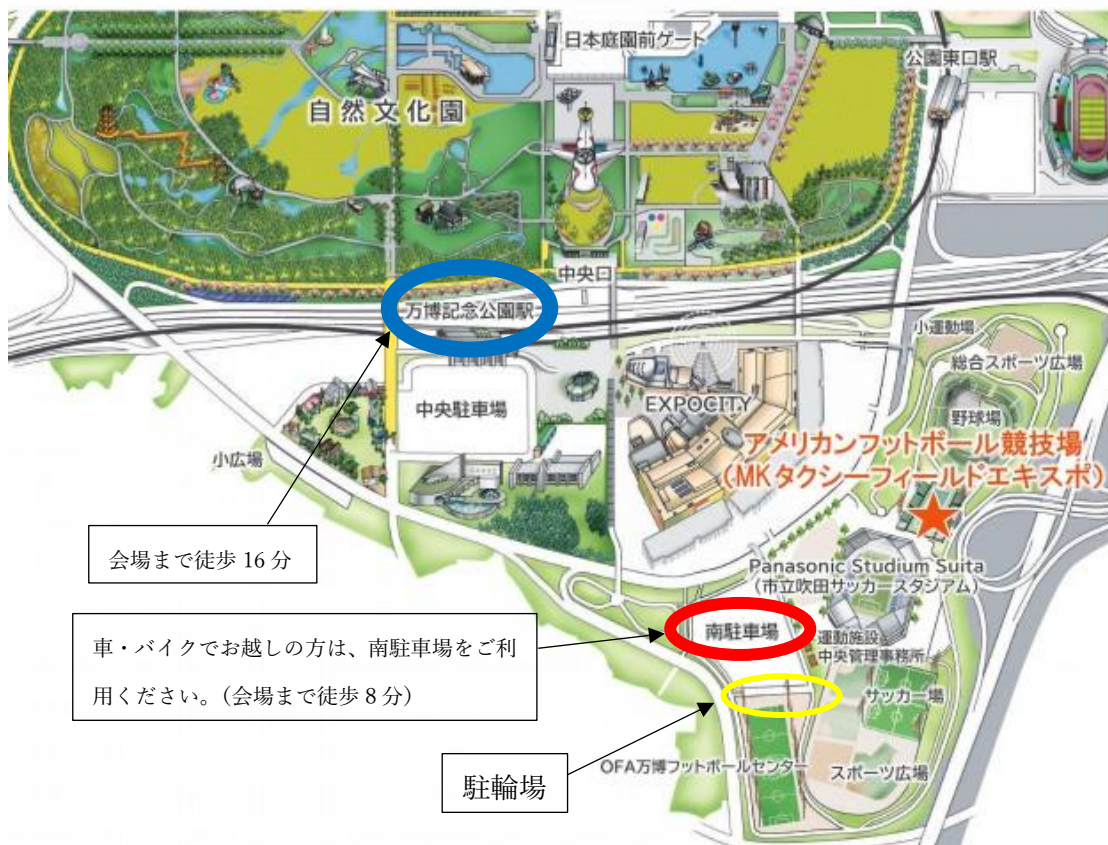 日本庭園前ゲート
公園東口駅
自然文化園
中央口
万博記念公園駅
小運動場
総合スポーツ広場
中央駐車場
EXPOCITY
野球場
アメリカンフットボール競技場
(MKタクシーフィールドエキスポ)
小広場
会場まで徒歩 16 分
Panasonic Studium Suita
(市立吹田サッカースタジアム)
車・バイクでお越しの方は、南駐車場をご利
用ください。(会場まで徒歩 8 分)
南駐車場
運動施設
中央管理事務所
サッカー場
駐輪場
OFA万博フットボールセンター
スポーツ広場